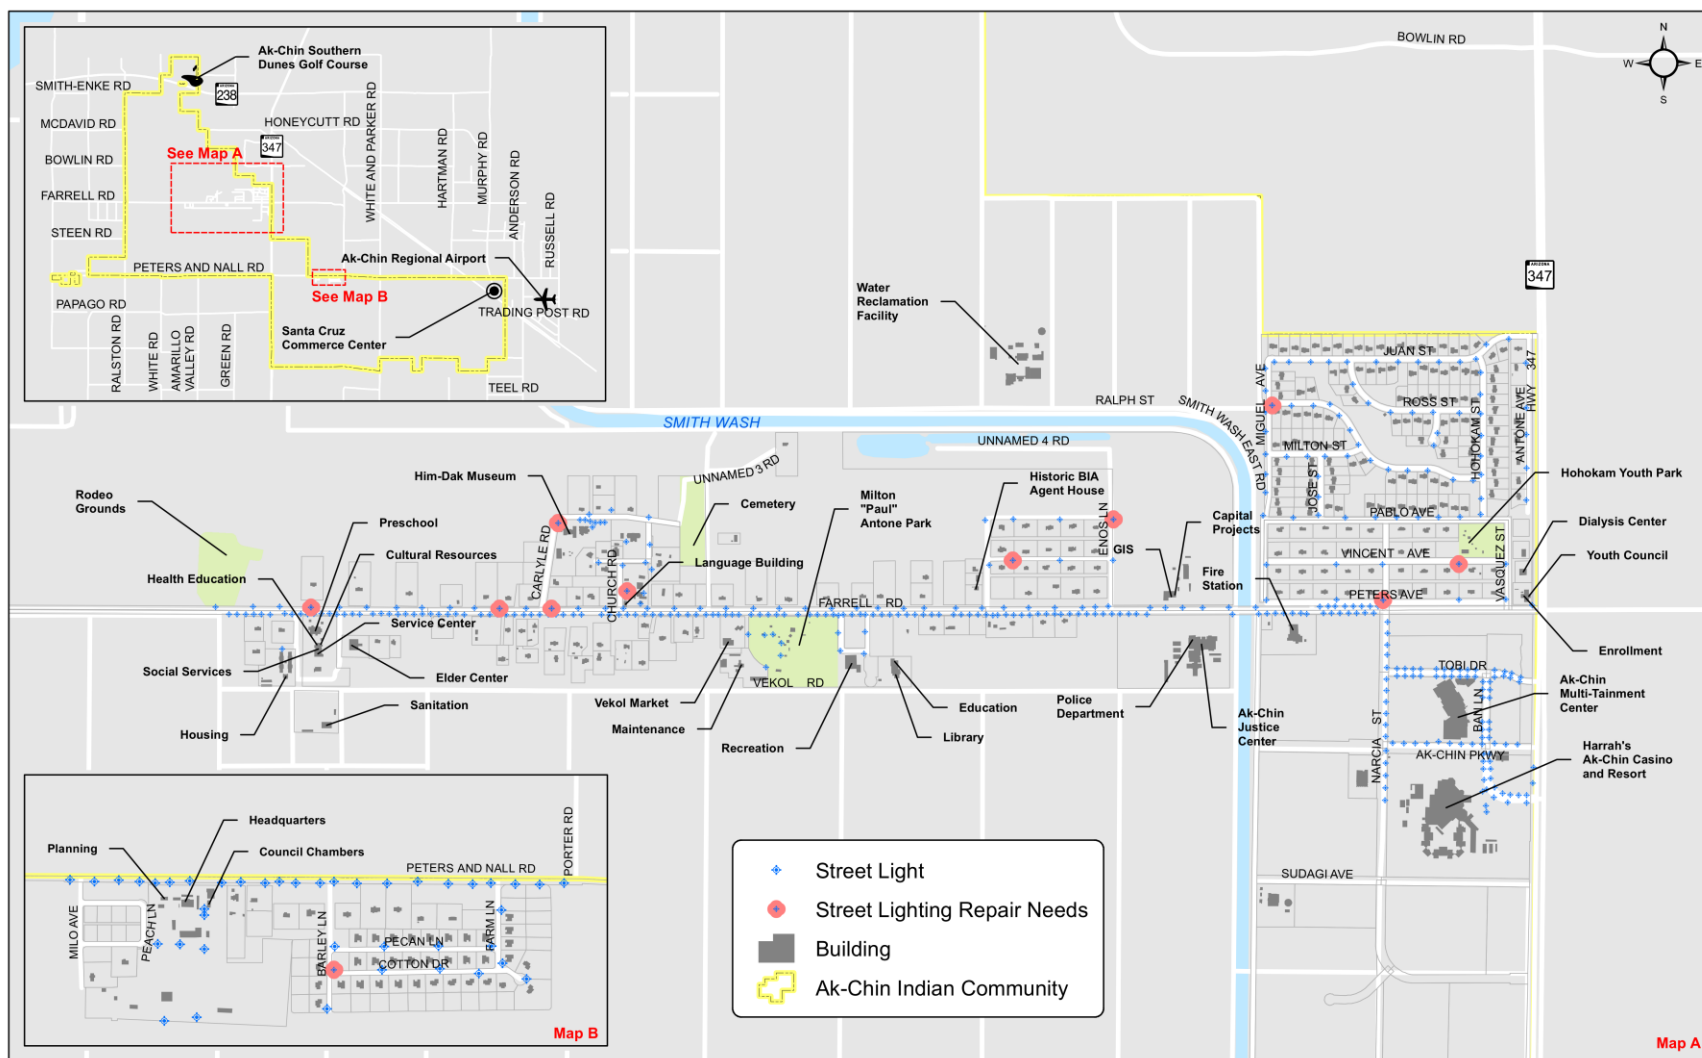 Ak-Chin Southern
Dunes Golf Course
SMITH-ENKE RD
ARIZONA
238
MCDAVID RD
HONEYCUTT RD
347
See Map A
BOWLIN RD
FARRELL RD
STEEN RD
WHITE AND PARKER RD
HARTMAN RD
MURPHY RD
ANDERSON RD
RUSSELL RD
PETERS AND NALL RD
Ak-Chin Regional Airport
See Map B
PAPAGO RD
Santa Cruz
Commerce Center
TRADING POST RD
RALSTON RD
WHITE RD
AMARILLO
VALLEY RD
GREEN RD
TEEL RD
BOWLIN RD
N
W
E
S
ARIZONA
347
Water
Reclamation
Facility
RALPH ST
SMITH WASH
SMITH WASH EAST RD
UNNAMED 4 RD
UNNAMED 3 RD
JUAN ST
MIGUEL AVE
ROSS ST
MILTON ST
JOSE ST
HOHOKAM ST
ANTONE AVE
HWY 347
PABLO AVE
VINCENT AVE
VASQUEZ ST
PETERS AVE
Hohokam Youth Park
Dialysis Center
Youth Council
Enrollment
Rodeo
Grounds
Him-Dak Museum
Preschool
Cultural Resources
Health Education
CARLYLE RD
CHURCH RD
Cemetery
Language Building
Milton
"Paul"
Antone Park
Historic BIA
Agent House
ENOS LN
GIS
Capital
Projects
Fire
Station
FARRELL RD
Service Center
Social Services
Elder Center
Sanitation
Housing
Vekol Market
Maintenance
VEKOL RD
Recreation
Education
Library
Police
Department
Ak-Chin
Justice
Center
TOBI DR
BAN LN
NARCIA ST
AK-CHIN PKWY
Ak-Chin
Multi-Tainment
Center
Harrah's
Ak-Chin Casino
and Resort
SUDAGI AVE
Headquarters
Planning
Council Chambers
PETERS AND NALL RD
PORTER RD
MILO AVE
PEACH LN
BARLEY LN
PECAN LN
COTTON DR
FARM LN
Map B
Street Light
Street Lighting Repair Needs
Building
Ak-Chin Indian Community
Map A